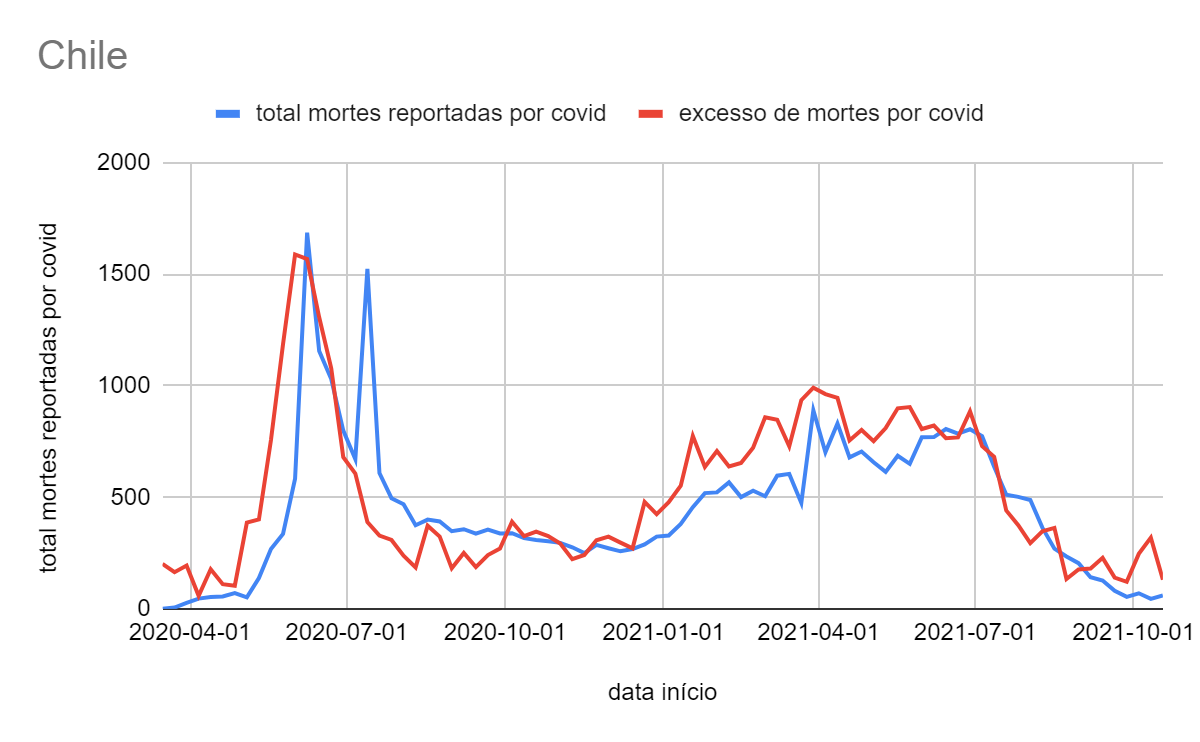 Chile
total mortes reportadas por covid
excesso de mortes por covid
total mortes reportadas por covid
2000
1500
1000
500
0
2020-04-01
2020-07-01
2020-10-01
2021-01-01
2021-04-01
2021-07-01
2021-10-01
data início